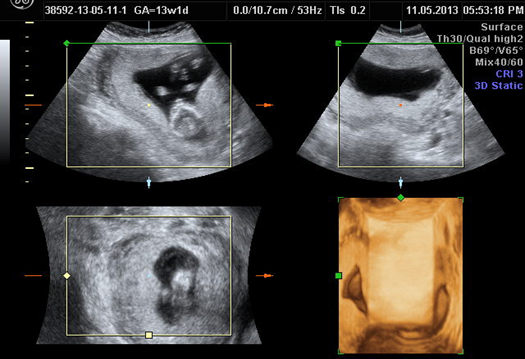 38592-13-05-11-1 GA=13w1d 0.0/10.7cm / 53Hz TIs 0.2 11.05.2013 05:53:18 PM
Surface
Th30/Qual high2
B69°/V65°
Mix40/60
CRI 3
3D Static